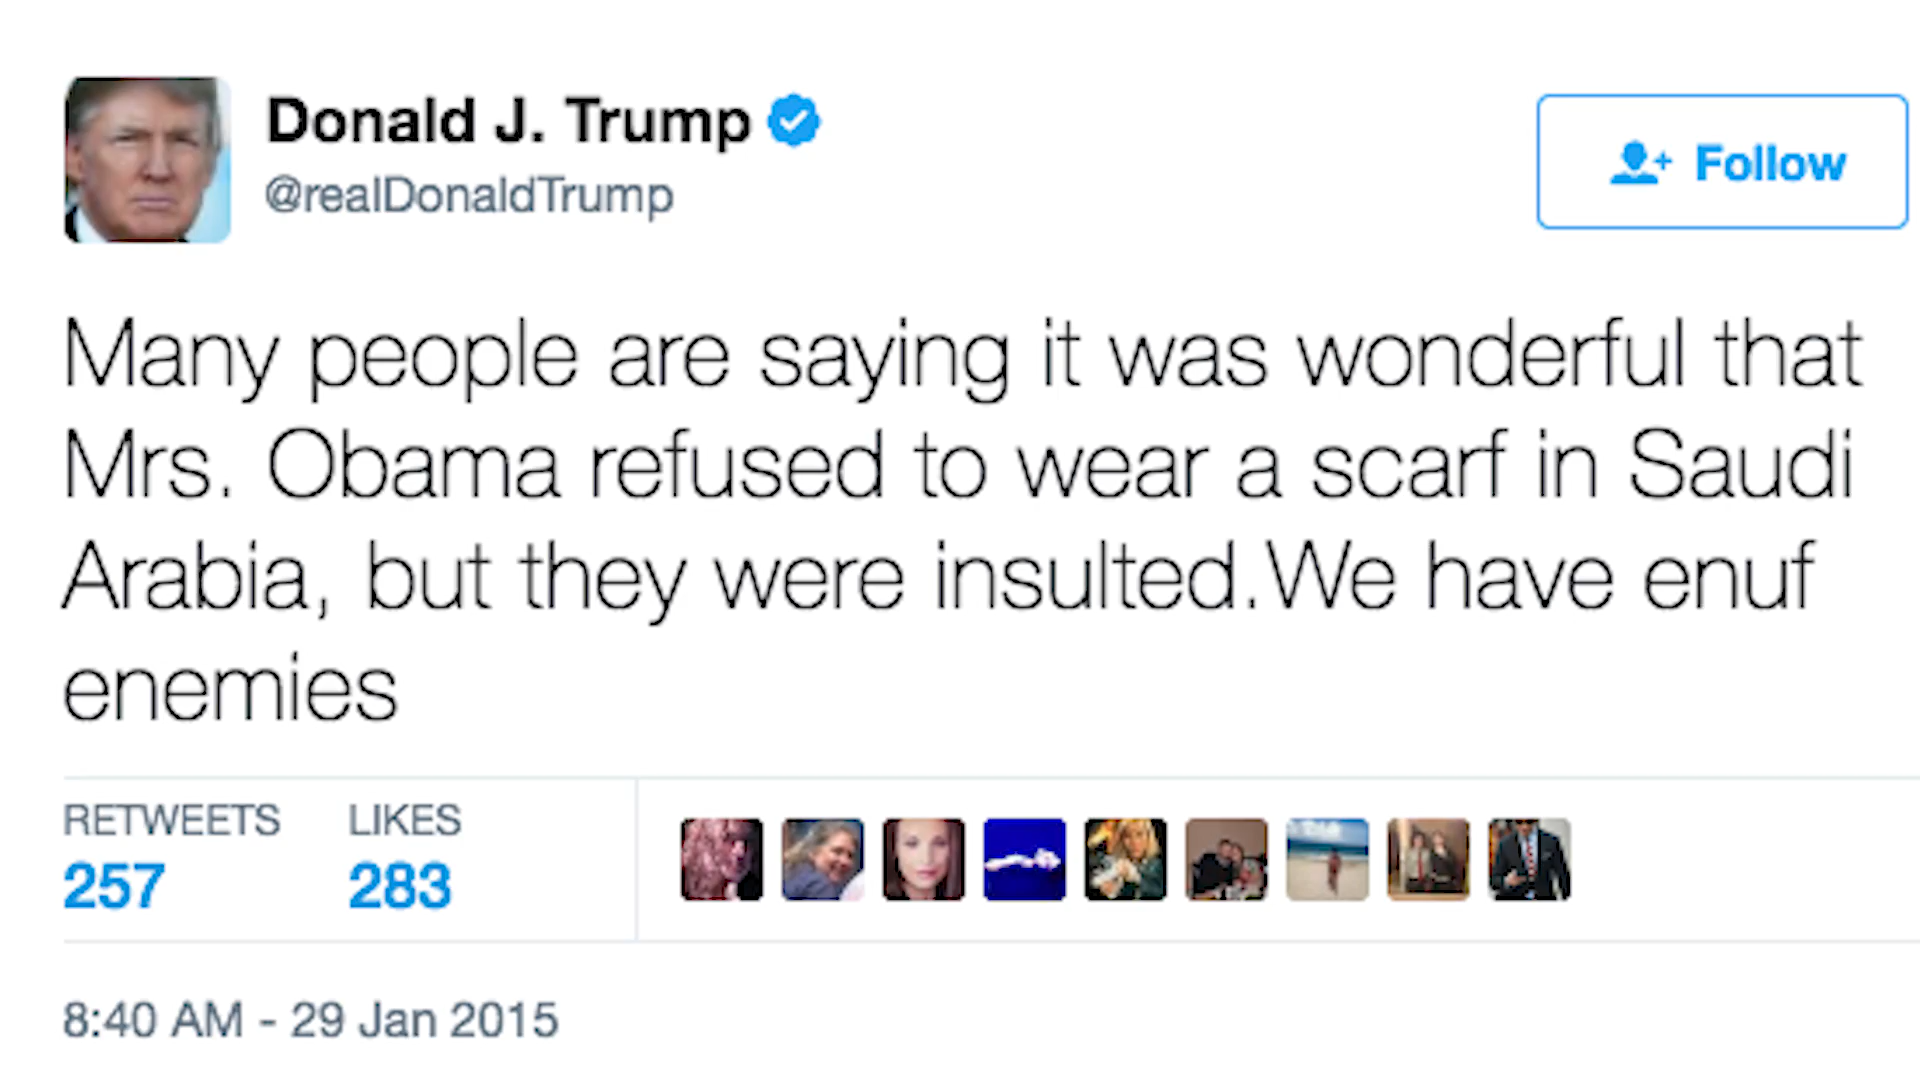 Donald J. Trump
@realDonaldTrump
Follow
Many people are saying it was wonderful that
Mrs. Obama refused to wear a scarf in Saudi
Arabia, but they were insulted.We have enuf
enemies
RETWEETS LIKES
257 283
8:40 AM - 29 Jan 2015